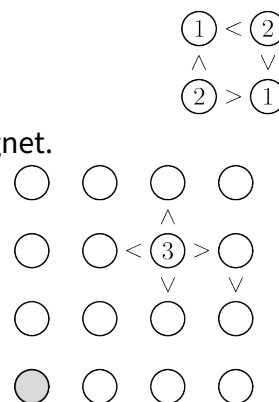 1 < 2
∧ ∨
2 > 1
gnet.
∧
< 3 >
∨ ∨